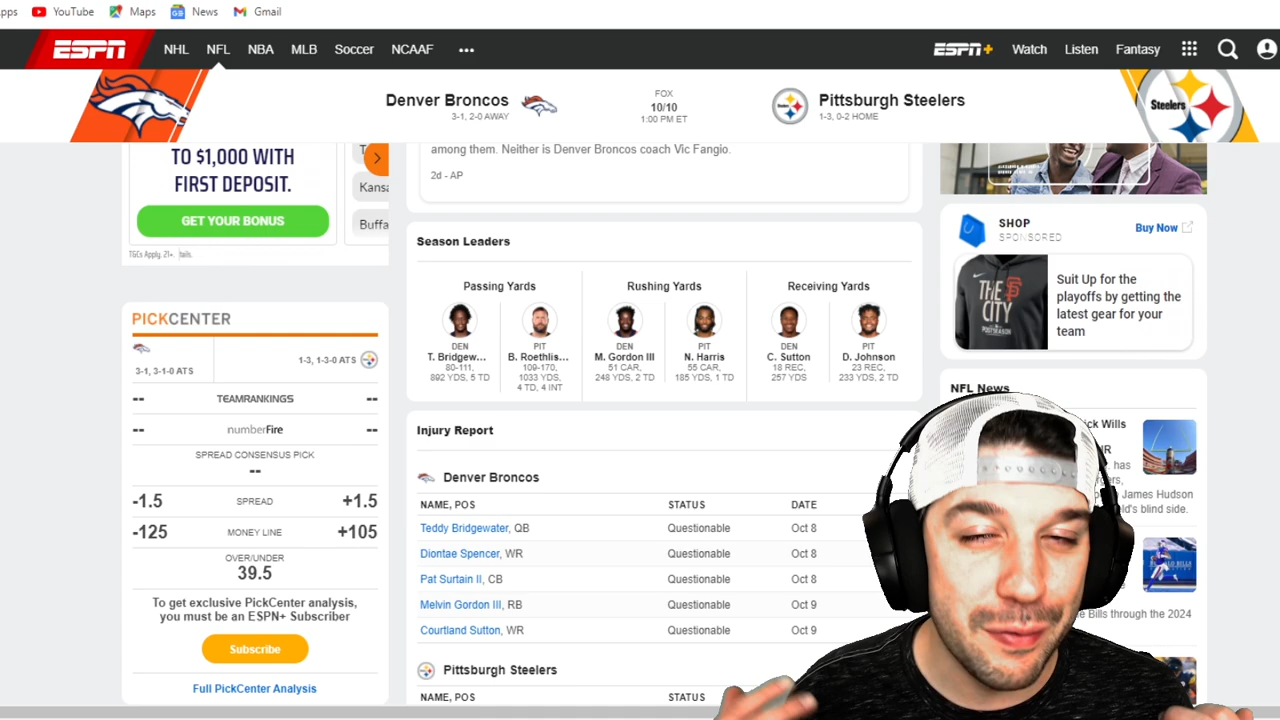 pps YouTube Maps News Gmail
ESPN NHL NFL NBA MLB Soccer NCAAF ... ESPN+ Watch Listen Fantasy
Denver Broncos
3-1, 2-0 AWAY
FOX
10/10
1:00 PM ET
Pittsburgh Steelers
1-3, 0-2 HOME
Steelers
TO $1,000 WITH
FIRST DEPOSIT.
GET YOUR BONUS
T&Cs Apply. 21+.
Kansa
Buffa
among them. Neither is Denver Broncos coach Vic Fangio.
2d - AP
Season Leaders
Passing Yards Rushing Yards Receiving Yards
DEN PIT DEN PIT DEN PIT
T. Bridgew... B. Roethlis... M. Gordon III N. Harris C. Sutton D. Johnson
80-111, 109-170, 51 CAR, 55 CAR, 18 REC, 23 REC,
892 YDS, 5 TD 1033 YDS, 248 YDS, 2 TD 185 YDS, 1 TD 257 YDS 233 YDS, 2 TD
4 TD, 4 INT
PICKCENTER
3-1, 3-1-0 ATS
1-3, 1-3-0 ATS
-- TEAMRANKINGS --
-- numberFire --
SPREAD CONSENSUS PICK
--
-1.5 SPREAD +1.5
-125 MONEY LINE +105
OVER/UNDER
39.5
To get exclusive PickCenter analysis,
you must be an ESPN+ Subscriber
Subscribe
Full PickCenter Analysis
Injury Report
Denver Broncos
NAME, POS STATUS DATE
Teddy Bridgewater, QB Questionable Oct 8
Diontae Spencer, WR Questionable Oct 8
Pat Surtain II, CB Questionable Oct 8
Melvin Gordon III, RB Questionable Oct 9
Courtland Sutton, WR Questionable Oct 9
Pittsburgh Steelers
NAME, POS STATUS
SHOP
SPONSORED
Buy Now
THE
CITY
POSTSEASON
Suit Up for the
playoffs by getting the
latest gear for your
team
NFL News
ck Wills
R
has
James Hudson
d's blind side.
e Bills through the 2024